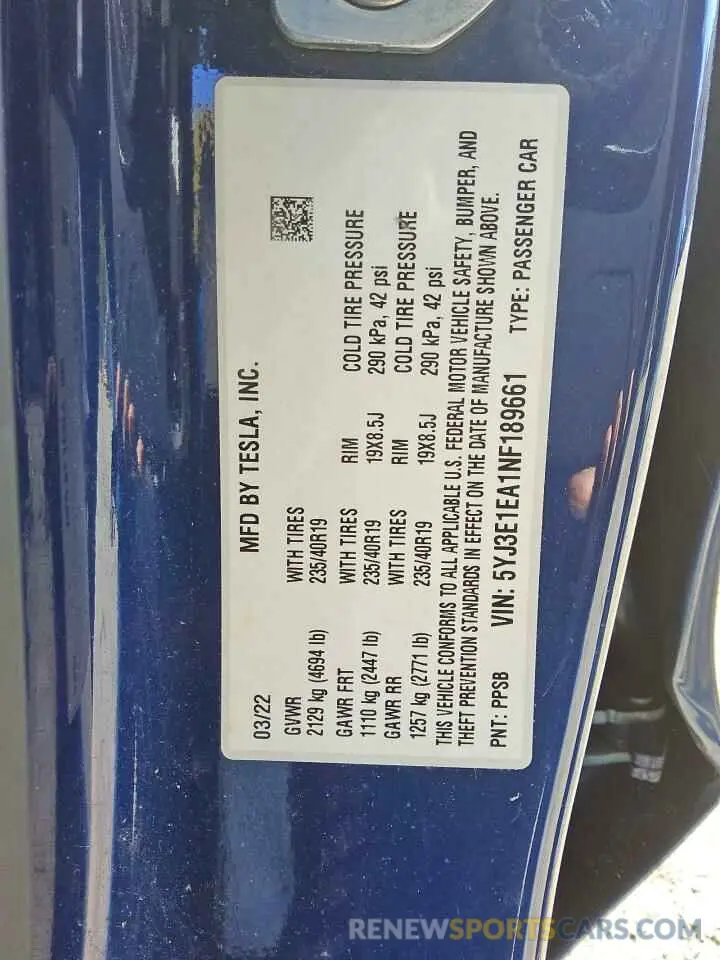 MFD BY TESLA, INC.
03/22
GVWR WITH TIRES
2129 kg (4694 lb) 235/40R19
GAWR FRT WITH TIRES RIM COLD TIRE PRESSURE
1110 kg (2447 lb) 235/40R19 19X8.5J 290 kPa, 42 psi
GAWR RR WITH TIRES RIM COLD TIRE PRESSURE
1257 kg (2771 lb) 235/40R19 19X8.5J 290 kPa, 42 psi
THIS VEHICLE CONFORMS TO ALL APPLICABLE U.S. FEDERAL MOTOR VEHICLE SAFETY, BUMPER, AND
THEFT PREVENTION STANDARDS IN EFFECT ON THE DATE OF MANUFACTURE SHOWN ABOVE.
PNT: PPSB VIN: 5YJ3E1EA1NF189661 TYPE: PASSENGER CAR
RENEWSPORTSCARS.COM